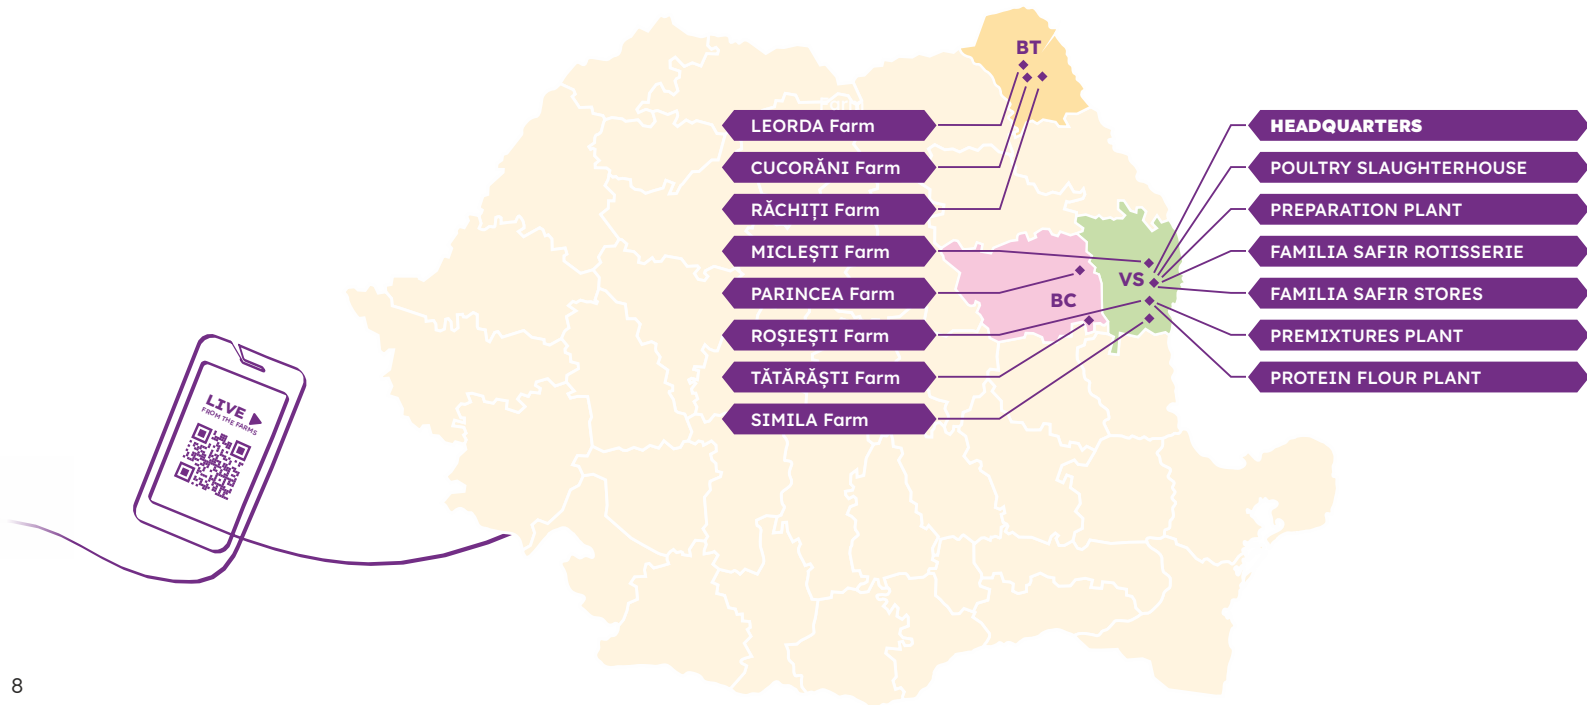 BT
LEORDA Farm
CUCORĂNI Farm
RĂCHIȚI Farm
MICLEȘTI Farm
PARINCEA Farm
ROȘIEȘTI Farm
TĂTĂRĂȘTI Farm
SIMILA Farm
VS
BC
HEADQUARTERS
POULTRY SLAUGHTERHOUSE
PREPARATION PLANT
FAMILIA SAFIR ROTISSERIE
FAMILIA SAFIR STORES
PREMIXTURES PLANT
PROTEIN FLOUR PLANT
LIVE
FROM THE FARMS
8